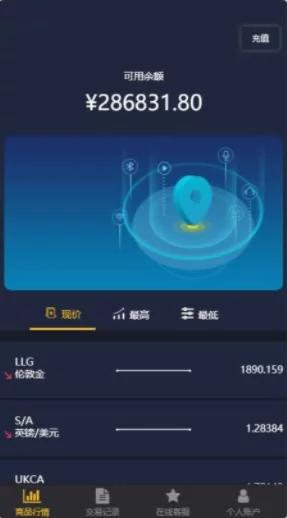 充值
可用余额
¥286831.80
现价 最高 最低
LLG
伦敦金
1890.159
S/A
英镑/美元
1.28384
UKCA
商品行情 交易记录 在线客服 个人账户